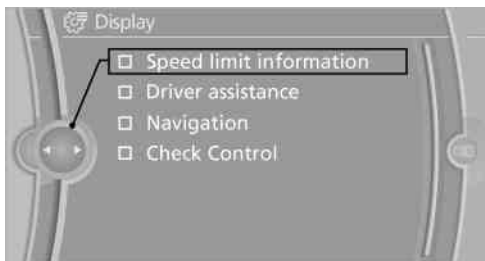 Display
Speed limit information
Driver assistance
Navigation
Check Control